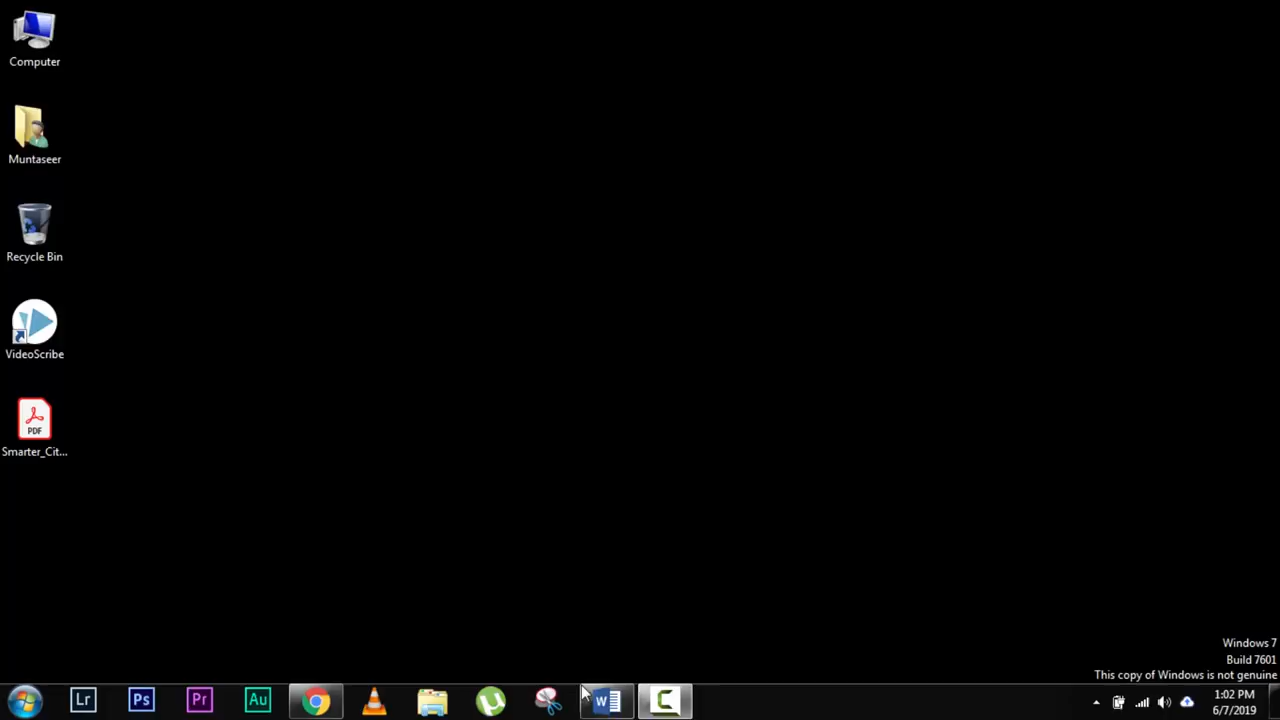 Computer
Muntaseer
Recycle Bin
VideoScribe
PDF
Smarter_Cit...
Windows 7
Build 7601
This copy of Windows is not genuine
Lr
Ps
Pr
Au
W
1:02 PM
6/7/2019